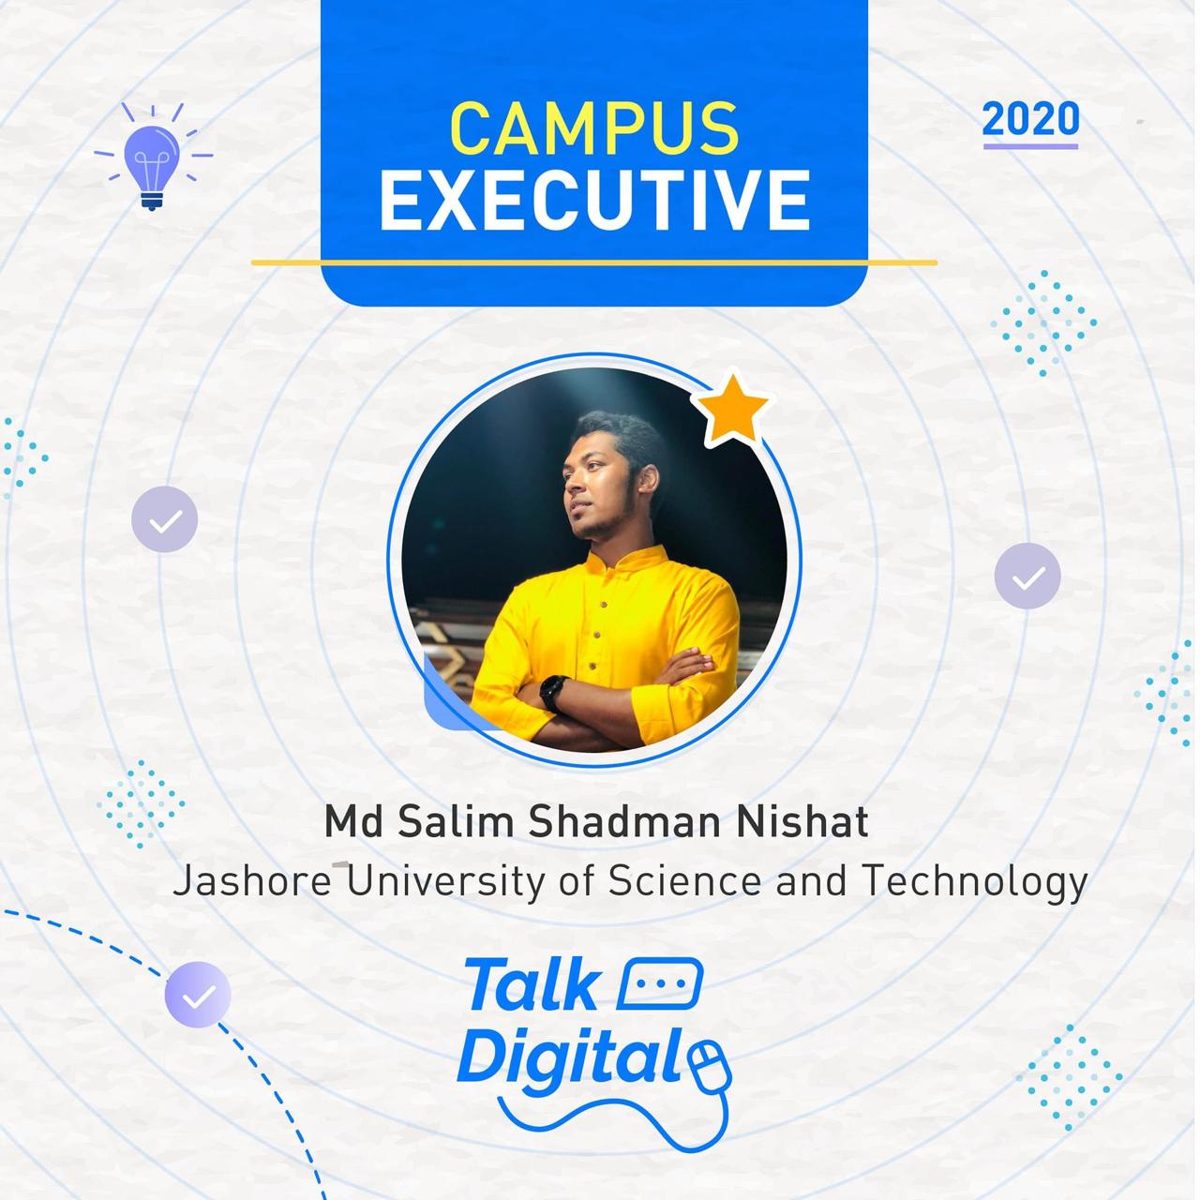 CAMPUS
EXECUTIVE
2020
Md Salim Shadman Nishat
Jashore University of Science and Technology
Talk
Digital